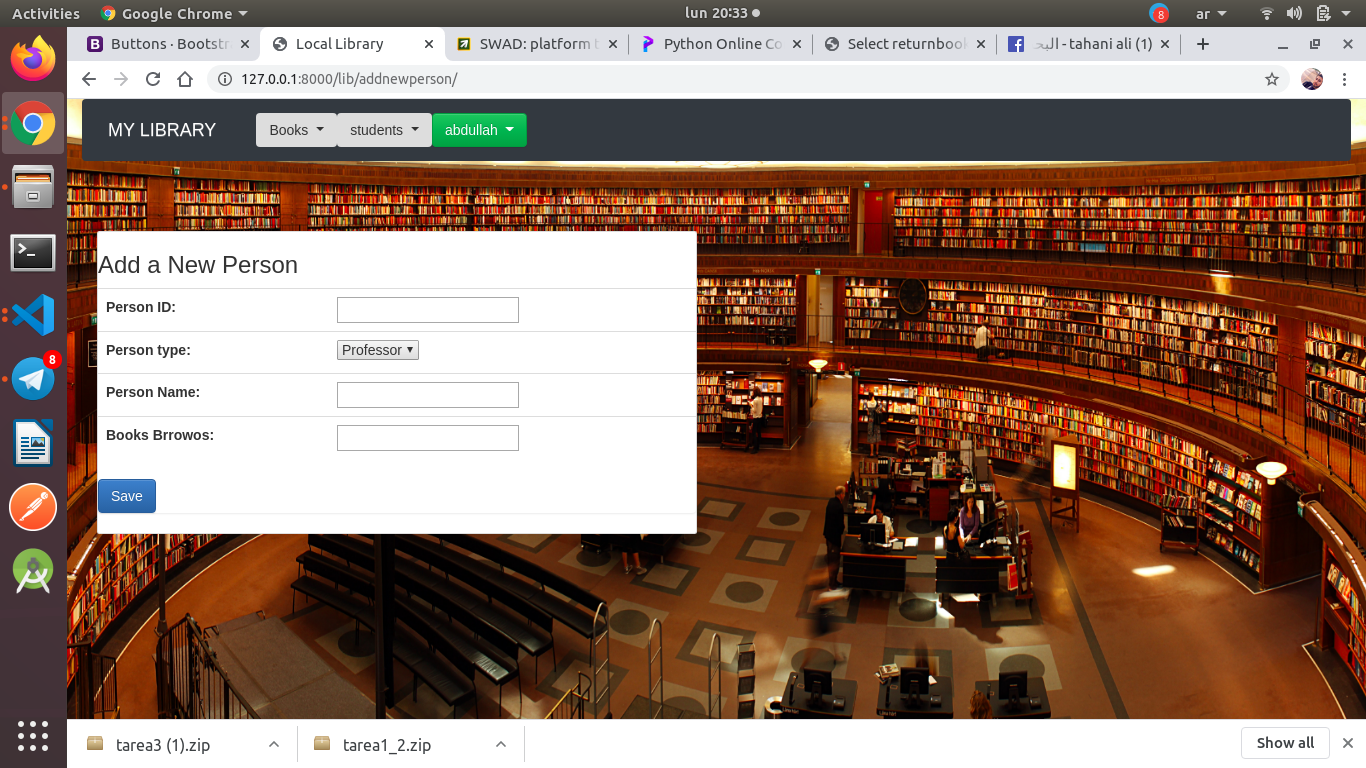 Activities Google Chrome lun 20:33 8 ar
Buttons · Bootstr Local Library SWAD: platform t Python Online Co Select returnbook البحـ - tahani ali (1)
127.0.0.1:8000/lib/addnewperson/
MY LIBRARY Books students abdullah
Add a New Person
Person ID:
Person type: Professor
Person Name:
Books Brrowos:
Save
8
tarea3 (1).zip tarea1_2.zip Show all